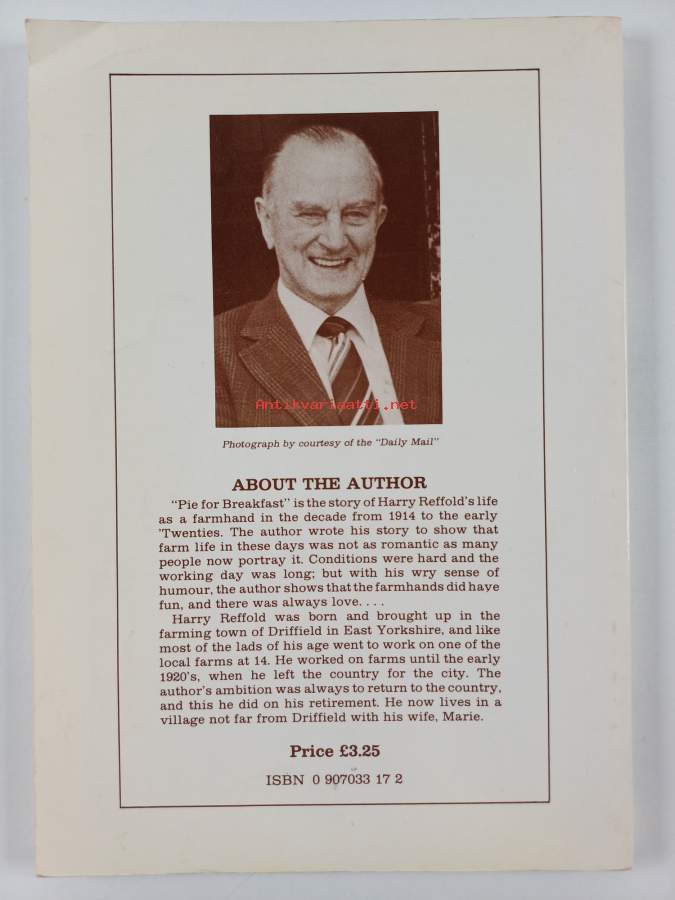 Antikvariaatti.net
Photograph by courtesy of the "Daily Mail"
ABOUT THE AUTHOR
"Pie for Breakfast" is the story of Harry Reffold's life
as a farmhand in the decade from 1914 to the early
'Twenties. The author wrote his story to show that
farm life in these days was not as romantic as many
people now portray it. Conditions were hard and the
working day was long; but with his wry sense of
humour, the author shows that the farmhands did have
fun, and there was always love. . . .
Harry Reffold was born and brought up in the
farming town of Driffield in East Yorkshire, and like
most of the lads of his age went to work on one of the
local farms at 14. He worked on farms until the early
1920's, when he left the country for the city. The
author's ambition was always to return to the country,
and this he did on his retirement. He now lives in a
village not far from Driffield with his wife, Marie.
Price £3.25
ISBN 0 907033 17 2